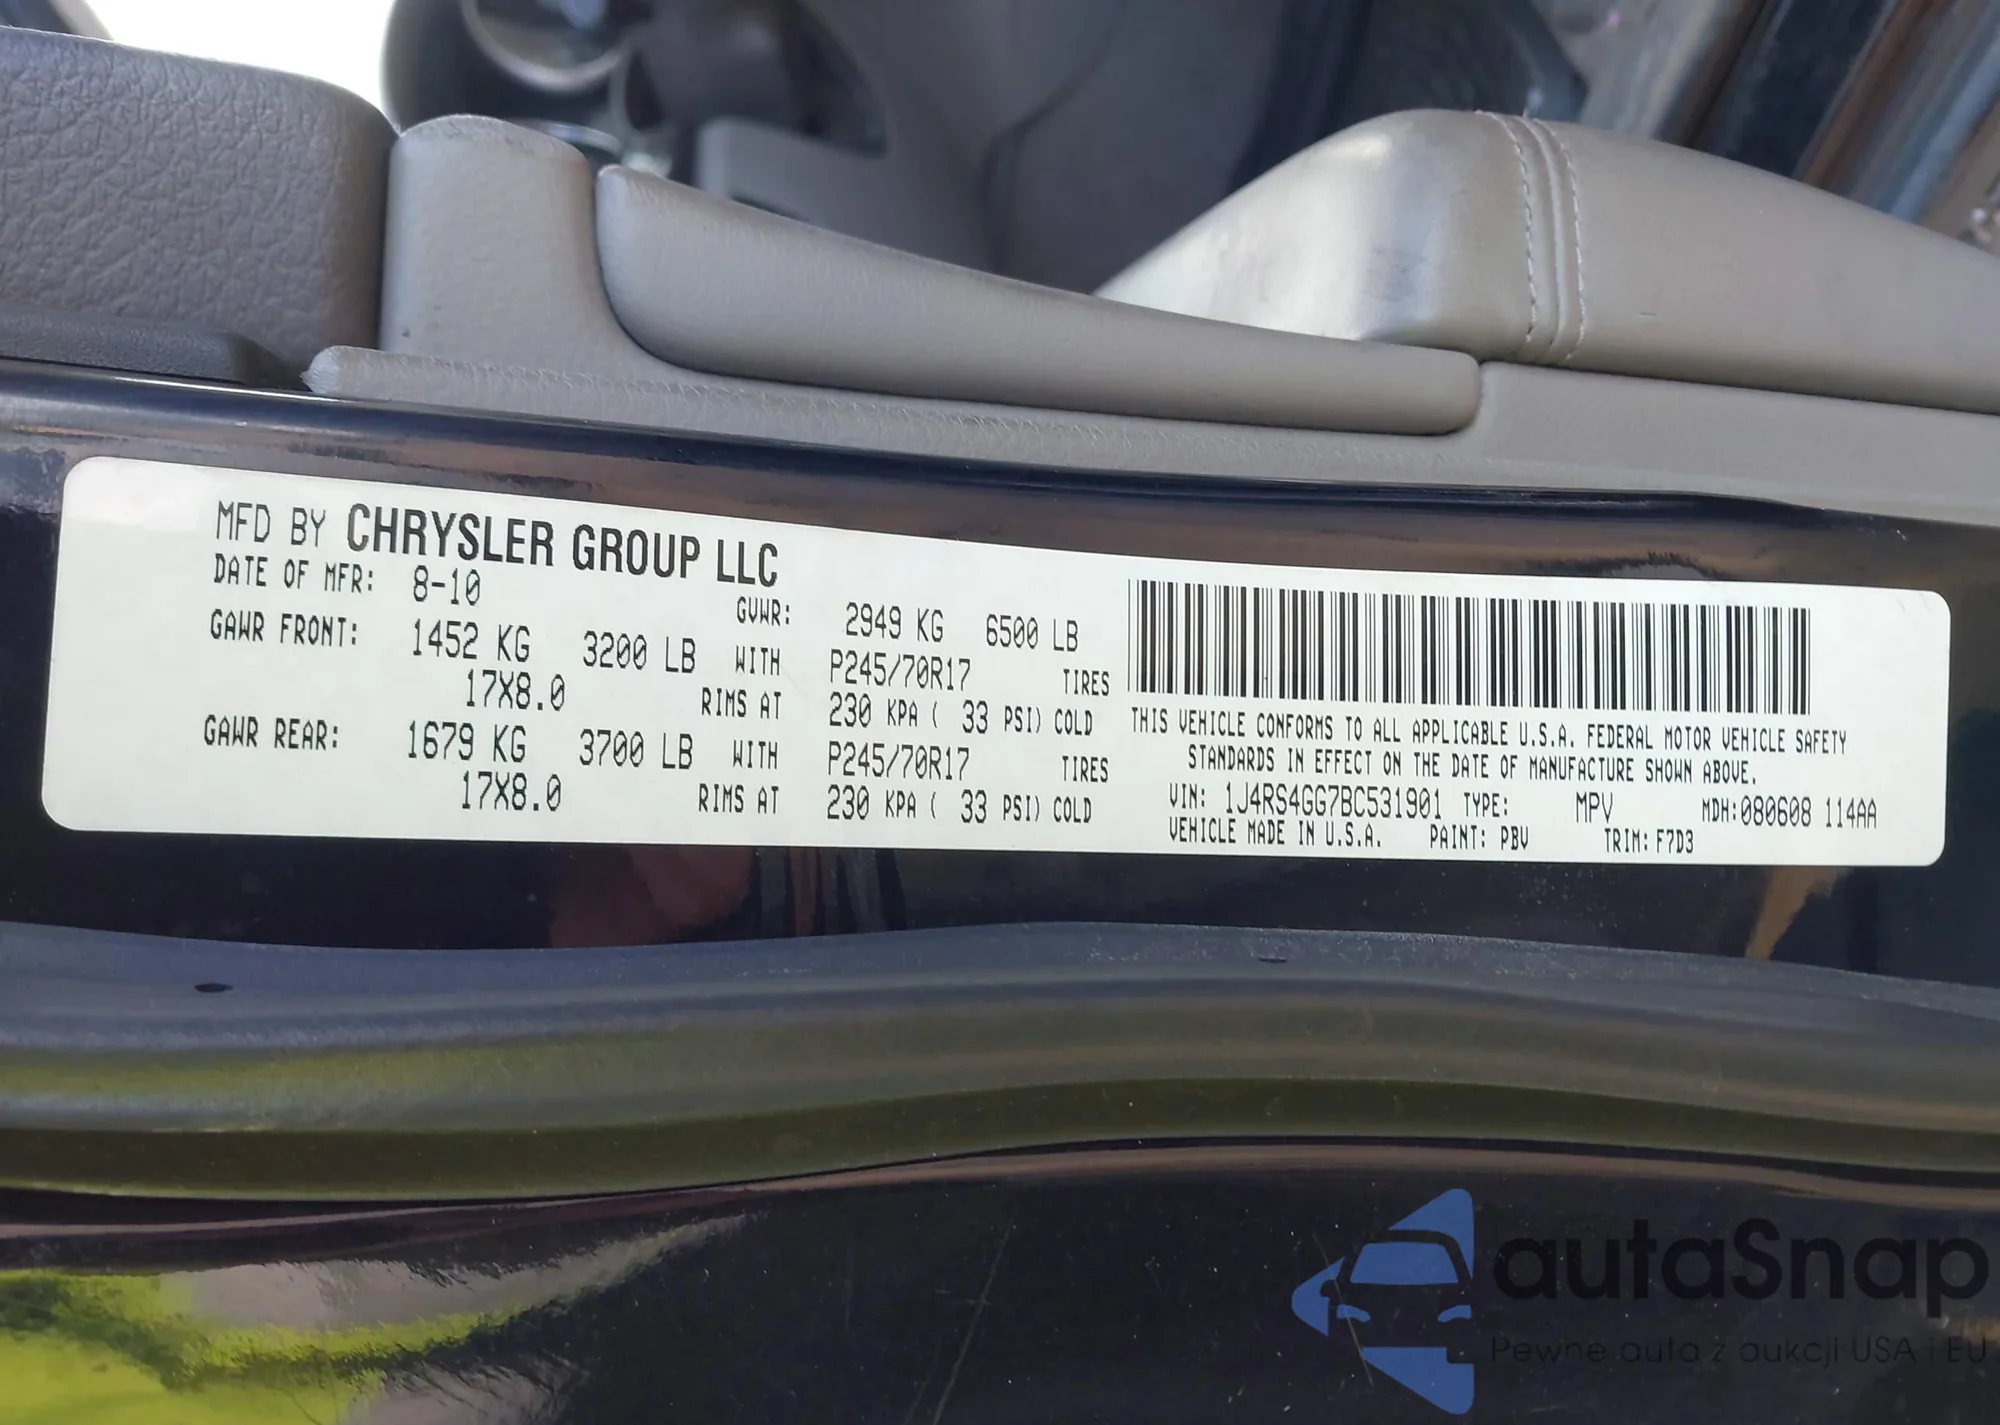 MFD BY CHRYSLER GROUP LLC
DATE OF MFR: 8-10 GVWR: 2949 KG 6500 LB
GAWR FRONT: 1452 KG 3200 LB WITH P245/70R17 TIRES
17X8.0 RIMS AT 230 KPA ( 33 PSI) COLD
GAWR REAR: 1679 KG 3700 LB WITH P245/70R17 TIRES
17X8.0 RIMS AT 230 KPA ( 33 PSI) COLD
THIS VEHICLE CONFORMS TO ALL APPLICABLE U.S.A. FEDERAL MOTOR VEHICLE SAFETY
STANDARDS IN EFFECT ON THE DATE OF MANUFACTURE SHOWN ABOVE.
VIN: 1J4RS4GG7BC531901 TYPE: MPV MDH:080608 114AA
VEHICLE MADE IN U.S.A. PAINT: PBV TRIM: F7D3
autaSnap
Pewne auta z aukcji USA i EU